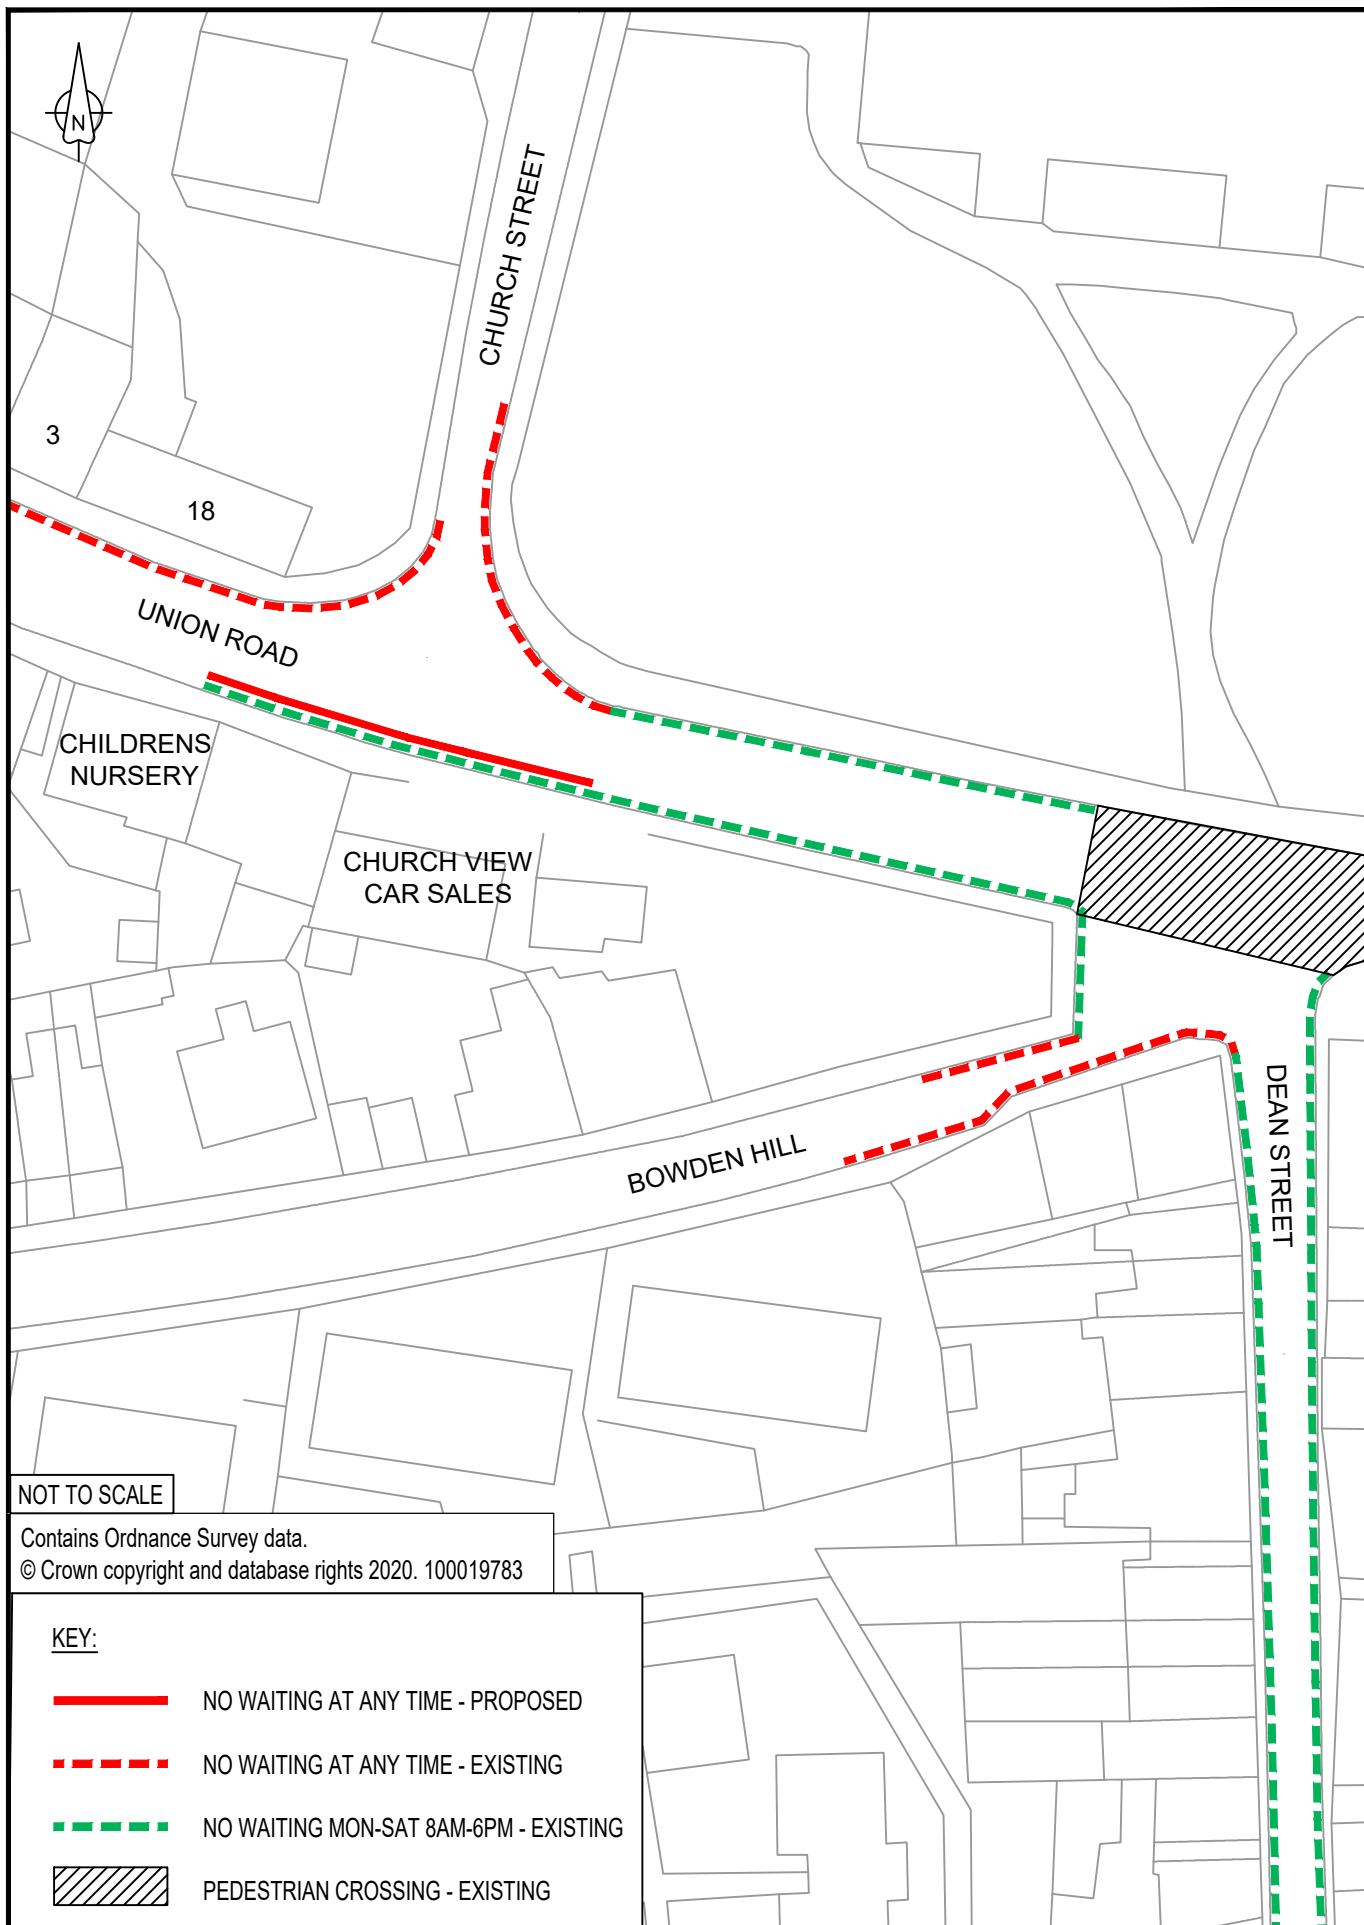 N
CHURCH STREET
3
18
UNION ROAD
CHILDRENS
NURSERY
CHURCH VIEW
CAR SALES
BOWDEN HILL
DEAN STREET
NOT TO SCALE
Contains Ordnance Survey data.
© Crown copyright and database rights 2020. 100019783
KEY:
NO WAITING AT ANY TIME - PROPOSED
NO WAITING AT ANY TIME - EXISTING
NO WAITING MON-SAT 8AM-6PM - EXISTING
PEDESTRIAN CROSSING - EXISTING